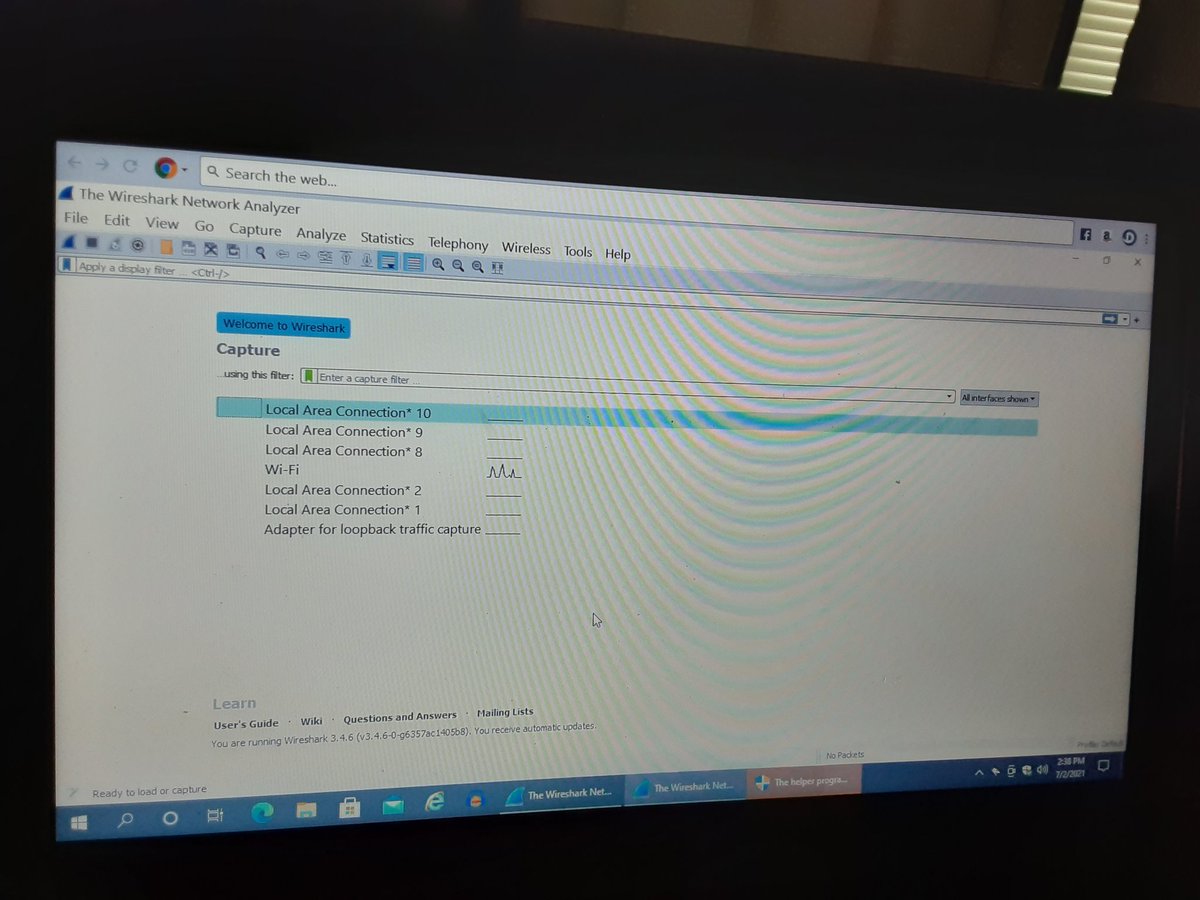 Search the web...
The Wireshark Network Analyzer
File Edit View Go Capture Analyze Statistics Telephony Wireless Tools Help
Apply a display filter ... <Ctrl-/>
Welcome to Wireshark
Capture
...using this filter: Enter a capture filter ... All interfaces shown
Local Area Connection* 10
Local Area Connection* 9
Local Area Connection* 8
Wi-Fi
Local Area Connection* 2
Local Area Connection* 1
Adapter for loopback traffic capture
Learn
User's Guide · Wiki · Questions and Answers · Mailing Lists
You are running Wireshark 3.4.6 (v3.4.6-0-g6357ac1405b8). You receive automatic updates.
Ready to load or capture No Packets Profile: Default
The Wireshark Net... The Wireshark Net... The helper progra...
2:36 PM
7/2/2021